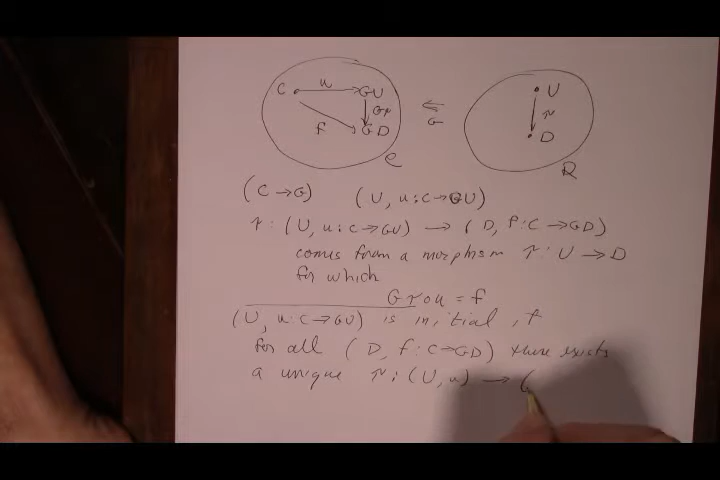 C u GU U
Gr G r
f GD D
C D
(C → G) (U, u : C → GU)
r : (U, u : C → GU) → (D, f : C → GD)
comes form a morphism r : U → D
for which
Gr o u = f
(U, u : C → GU) is initial if
for all (D, f : C → GD) there exists
a unique r : (U, u) → (